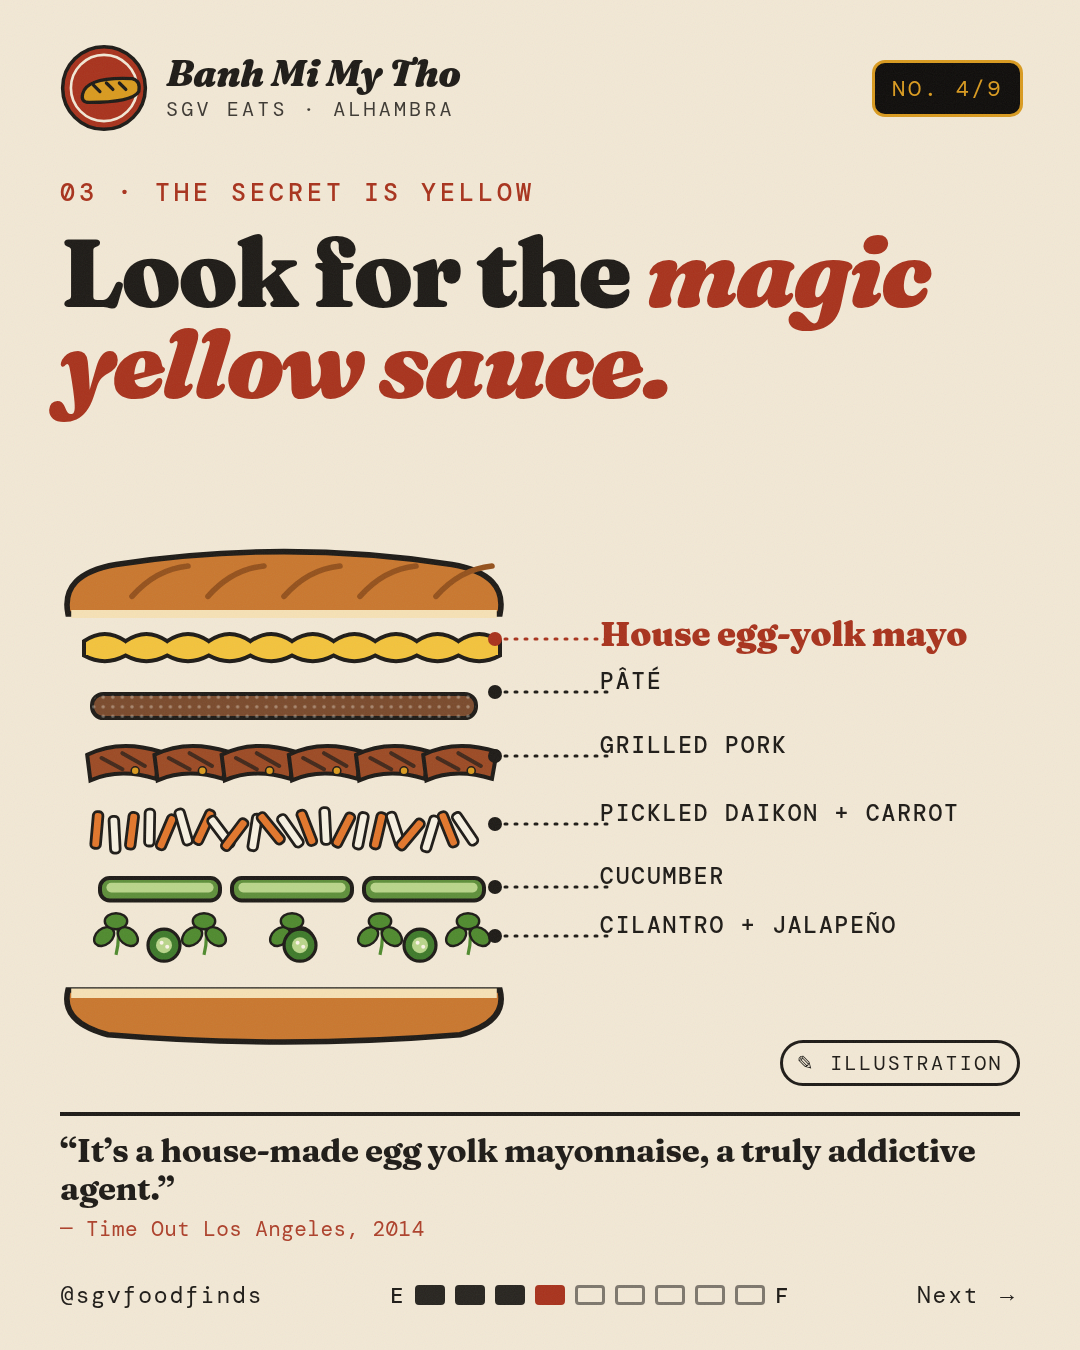 Banh Mi My Tho
SGV EATS · ALHAMBRA
NO. 4/9
03 · THE SECRET IS YELLOW
Look for the magic
yellow sauce.
House egg-yolk mayo
PÂTÉ
GRILLED PORK
PICKLED DAIKON + CARROT
CUCUMBER
CILANTRO + JALAPEÑO
✎ ILLUSTRATION
“It’s a house-made egg yolk mayonnaise, a truly addictive
agent.”
— Time Out Los Angeles, 2014
@sgvfoodfinds
E F
Next →